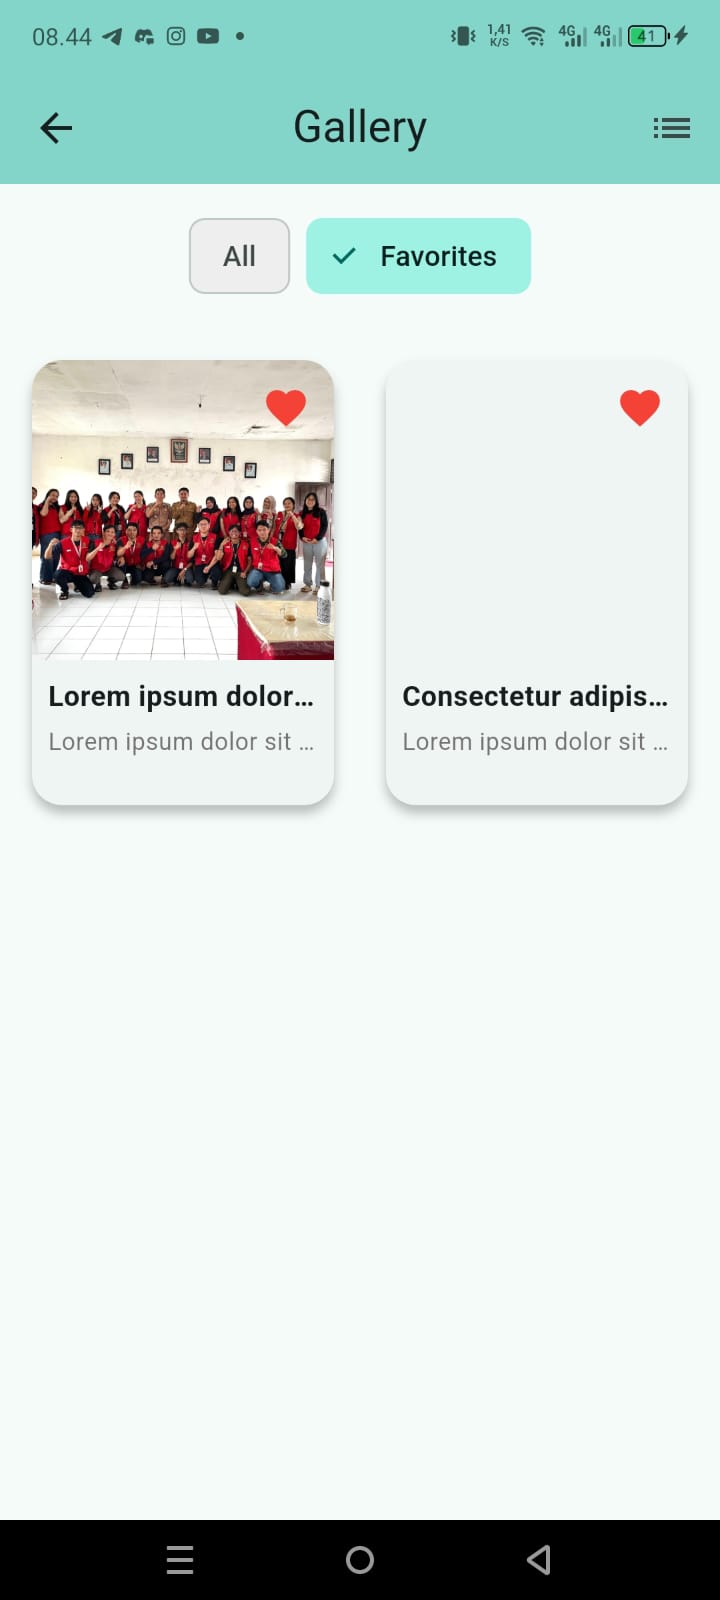 08.44 1,41 K/S 4G 4G 41
Gallery
All Favorites
Lorem ipsum dolor... Consectetur adipis...
Lorem ipsum dolor sit ... Lorem ipsum dolor sit ...